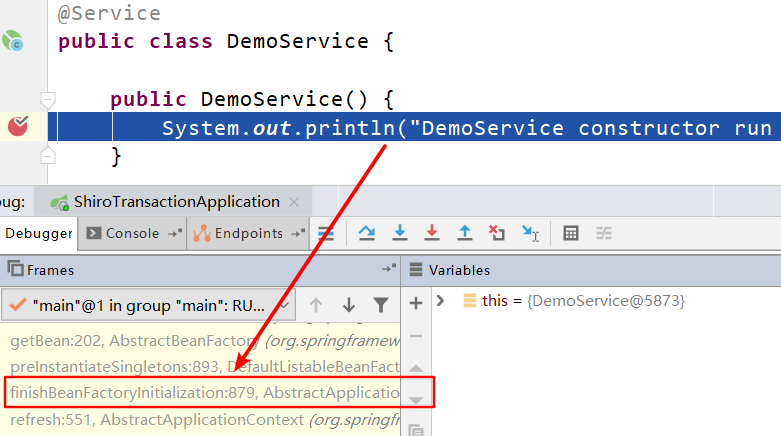 @Service
public class DemoService {
public DemoService() {
System.out.println("DemoService constructor run
}
ug: ShiroTransactionApplication ×
Debugger Console Endpoints
Frames Variables
"main"@1 in group "main": RU... this = {DemoService@5873}
getBean:202, AbstractBeanFactory (org.springframew
preInstantiateSingletons:893, DefaultListableBeanFact
finishBeanFactoryInitialization:879, AbstractApplicatio
refresh:551, AbstractApplicationContext (org.springfr